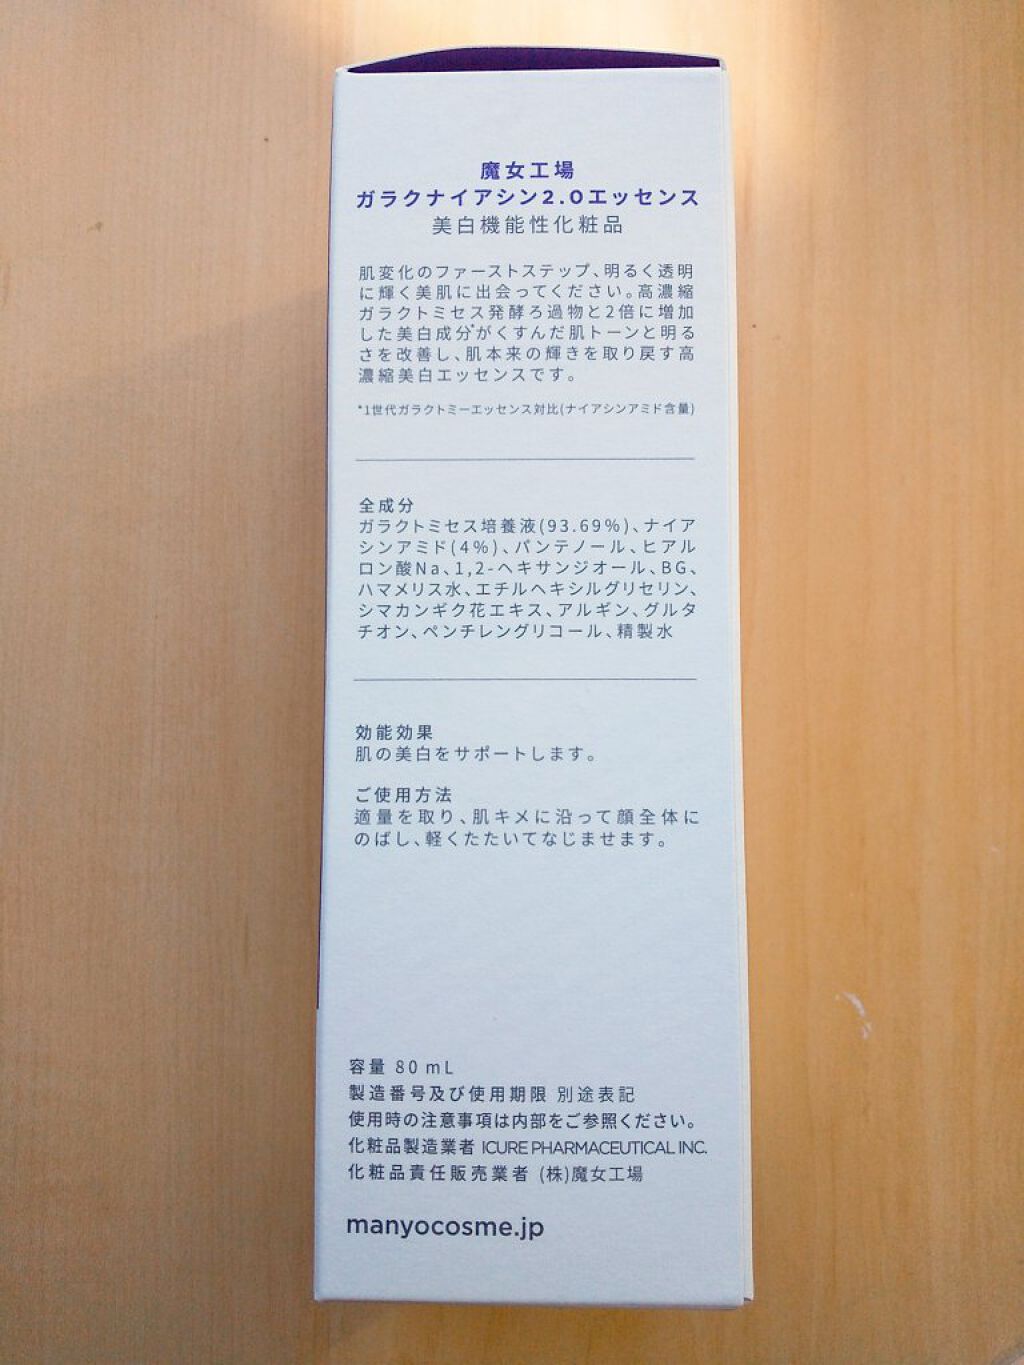 魔女工場
ガラクナイアシン2.0エッセンス
美白機能性化粧品
肌変化のファーストステップ、明るく透明
に輝く美肌に出会ってください。高濃縮
ガラクトミセス発酵ろ過物と2倍に増加
した美白成分*がくすんだ肌トーンと明る
さを改善し、肌本来の輝きを取り戻す高
濃縮美白エッセンスです。
*1世代ガラクトミーエッセンス対比(ナイアシンアミド含量)
全成分
ガラクトミセス培養液(93.69%)、ナイア
シンアミド(4%)、パンテノール、ヒアル
ロン酸Na、1,2-ヘキサンジオール、BG、
ハマメリス水、エチルヘキシルグリセリン、
シマカンギク花エキス、アルギン、グルタ
チオン、ペンチレングリコール、精製水
効能効果
肌の美白をサポートします。
ご使用方法
適量を取り、肌キメに沿って顔全体に
のばし、軽くたたいてなじませます。
容量 80 mL
製造番号及び使用期限 別途表記
使用時の注意事項は内部をご参照ください。
化粧品製造業者 ICURE PHARMACEUTICAL INC.
化粧品責任販売業者 (株)魔女工場
manyocosme.jp